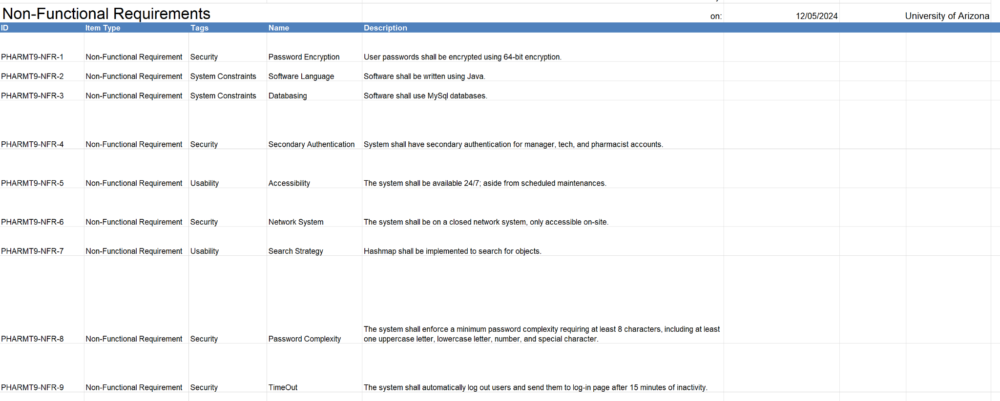 Non-Functional Requirements on: 12/05/2024 University of Arizona
ID Item Type Tags Name Description
PHARMT9-NFR-1 Non-Functional Requirement Security Password Encryption User passwords shall be encrypted using 64-bit encryption.
PHARMT9-NFR-2 Non-Functional Requirement System Constraints Software Language Software shall be written using Java.
PHARMT9-NFR-3 Non-Functional Requirement System Constraints Databasing Software shall use MySql databases.
PHARMT9-NFR-4 Non-Functional Requirement Security Secondary Authentication System shall have secondary authentication for manager, tech, and pharmacist accounts.
PHARMT9-NFR-5 Non-Functional Requirement Usability Accessibility The system shall be available 24/7; aside from scheduled maintenances.
PHARMT9-NFR-6 Non-Functional Requirement Security Network System The system shall be on a closed network system, only accessible on-site.
PHARMT9-NFR-7 Non-Functional Requirement Usability Search Strategy Hashmap shall be implemented to search for objects.
The system shall enforce a minimum password complexity requiring at least 8 characters, including at least
PHARMT9-NFR-8 Non-Functional Requirement Security Password Complexity one uppercase letter, lowercase letter, number, and special character.
PHARMT9-NFR-9 Non-Functional Requirement Security TimeOut The system shall automatically log out users and send them to log-in page after 15 minutes of inactivity.